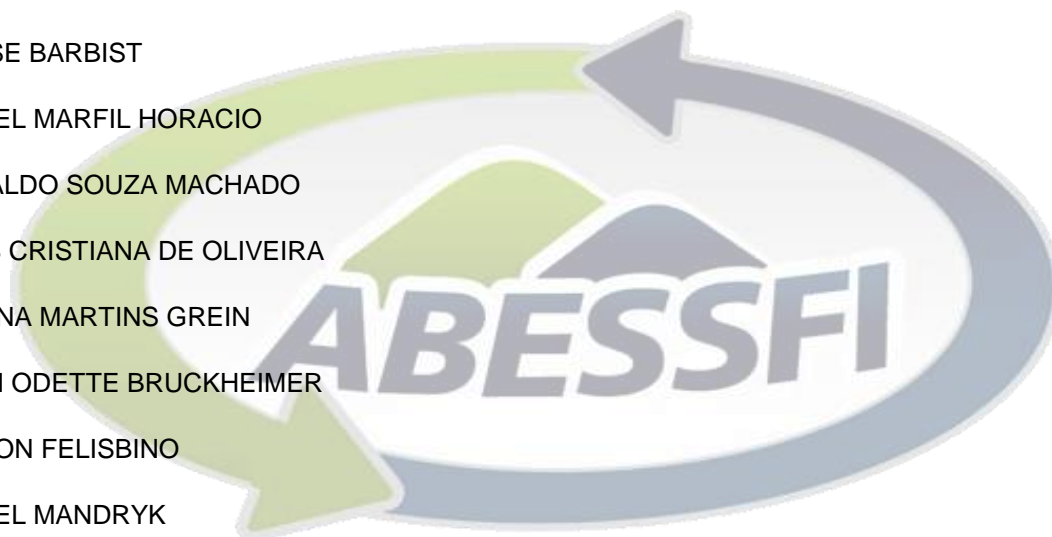 SE BARBIST
EL MARFIL HORACIO
ALDO SOUZA MACHADO
CRISTIANA DE OLIVEIRA
NA MARTINS GREIN
ODETTE BRUCKHEIMER
ON FELISBINO
EL MANDRYK
ABESSFI